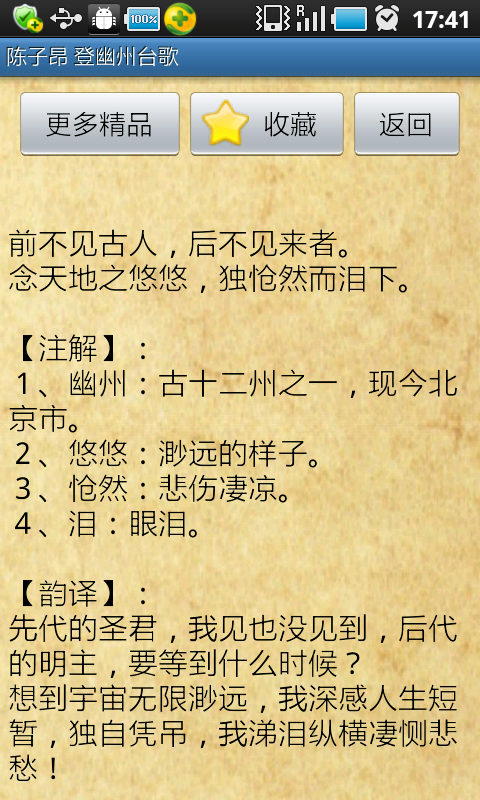 100%
R
17:41
陈子昂 登幽州台歌
更多精品 收藏 返回
前不见古人，后不见来者。
念天地之悠悠，独怆然而泪下。
【注解】：
1、幽州：古十二州之一，现今北
京市。
2、悠悠：渺远的样子。
3、怆然：悲伤凄凉。
4、泪：眼泪。
【韵译】：
先代的圣君，我见也没见到，后代
的明主，要等到什么时候？
想到宇宙无限渺远，我深感人生短
暂，独自凭吊，我涕泪纵横凄恻悲
愁！